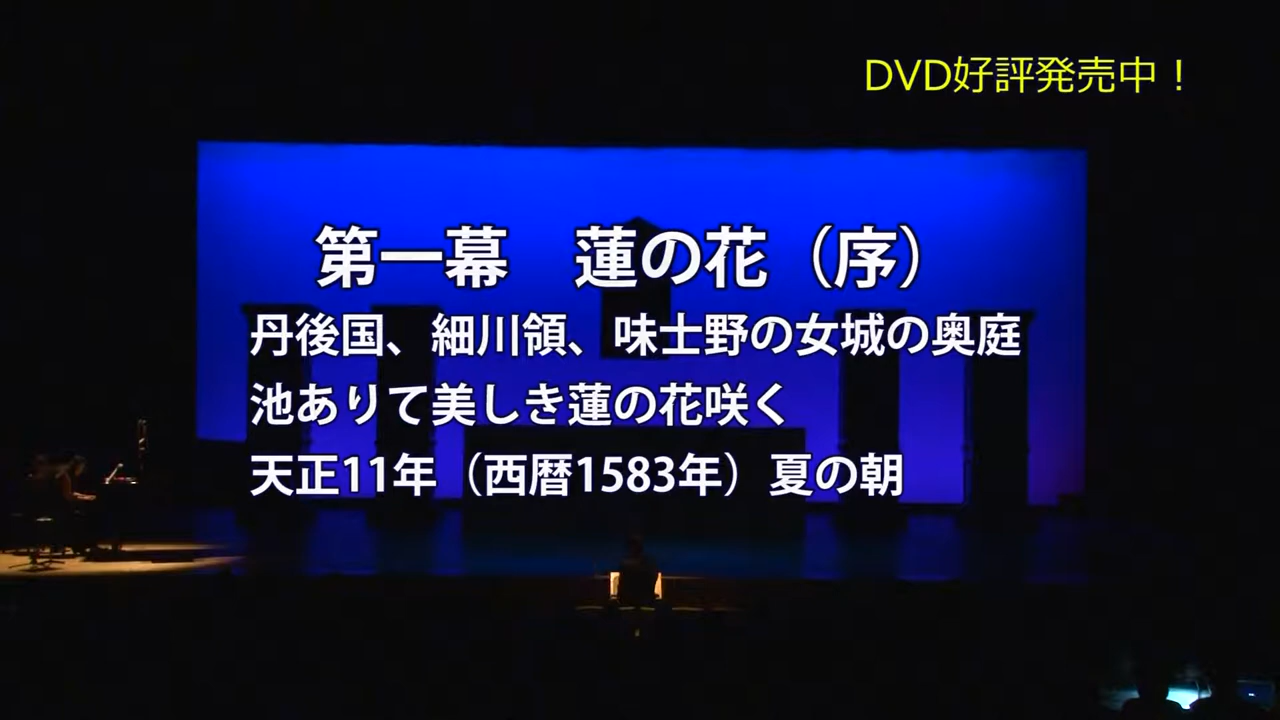 DVD好評発売中！
第一幕　蓮の花（序）
丹後国、細川領、味土野の女城の奥庭
池ありて美しき蓮の花咲く
天正11年（西暦1583年）夏の朝